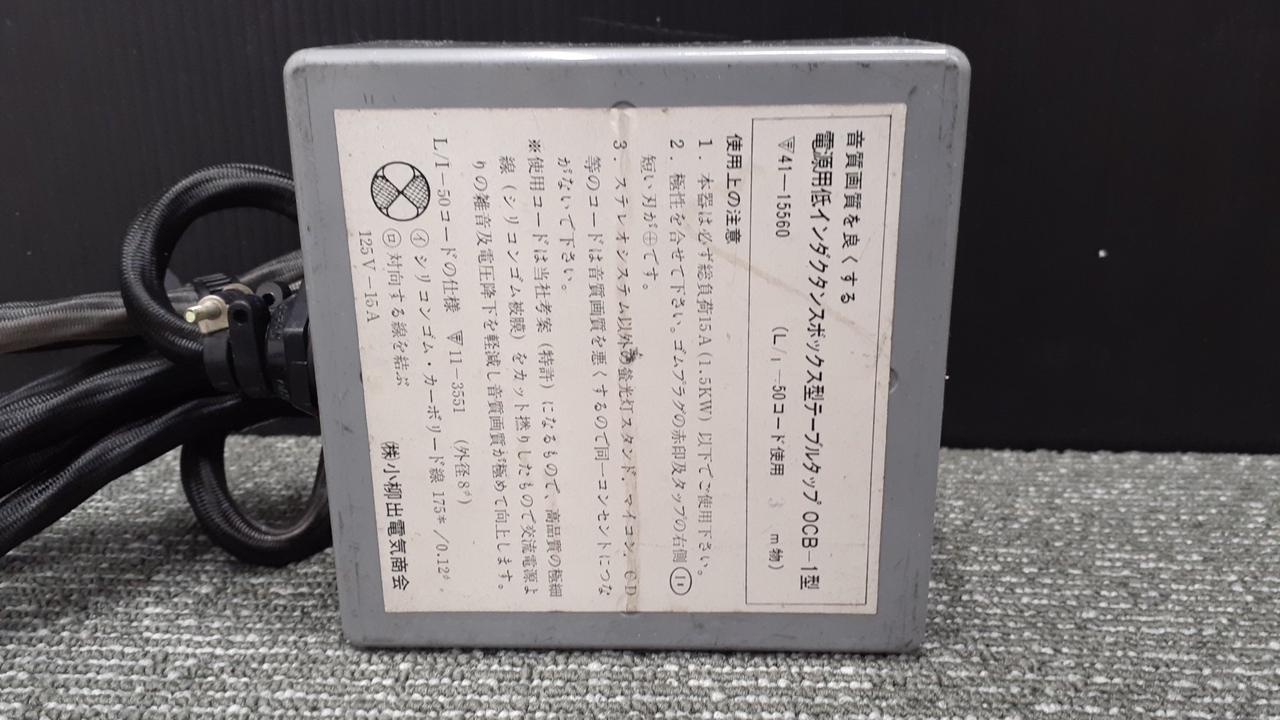 音質画質を良くする
電源用低インダクタンスボックス型テーブルタップOCB-1型
41-15560 (L/I-50コード使用 3 m物)
使用上の注意
1. 本器は必ず総負荷15A(1.5KW)以下でご使用下さい。
2. 極性を合せて下さい。ゴムプラグの赤印及タップの右側
短い刃が⊕です。
3. ステレオシステム以外の螢光灯スタンド、マイコン、CD
等のコードは音質画質を悪くするので同一コンセントにつな
がないで下さい。
※使用コードは当社考案(特許)になるもので、高品質の極細
線(シリコンゴム被膜)をカット撚りしたもので交流電源よ
りの雑音及電圧降下を軽減し音質画質が極めて向上します。
L/I-50コードの仕様 11-3551 (外径8φ)
㋑シリコンゴム・カーボリード線 175本/0.12φ
㋺対向する線を結ぶ
125V-15A
(株)小柳出電気商会